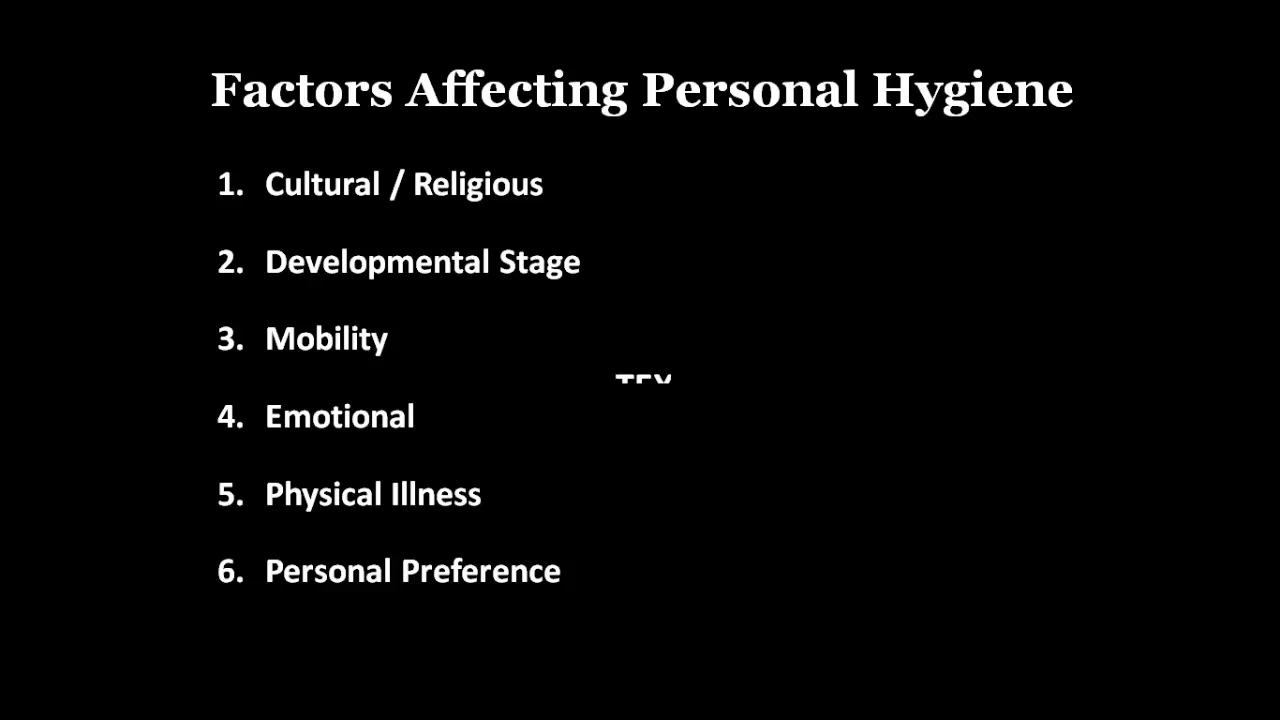 Factors Affecting Personal Hygiene
1. Cultural / Religious
2. Developmental Stage
3. Mobility
4. Emotional
5. Physical Illness
6. Personal Preference